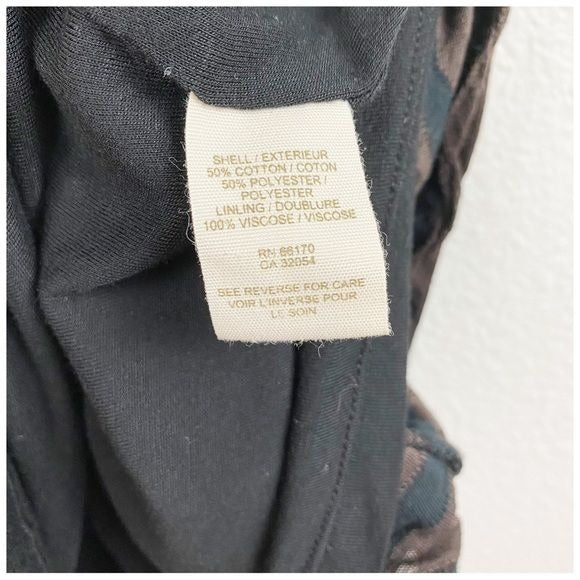 SHELL / EXTERIEUR
50% COTTON / COTON
50% POLYESTER /
POLYESTER
LINLING / DOUBLURE
100% VISCOSE / VISCOSE
RN 66170
CA 32054
SEE REVERSE FOR CARE
VOIR L'INVERSE POUR
LE SOIN